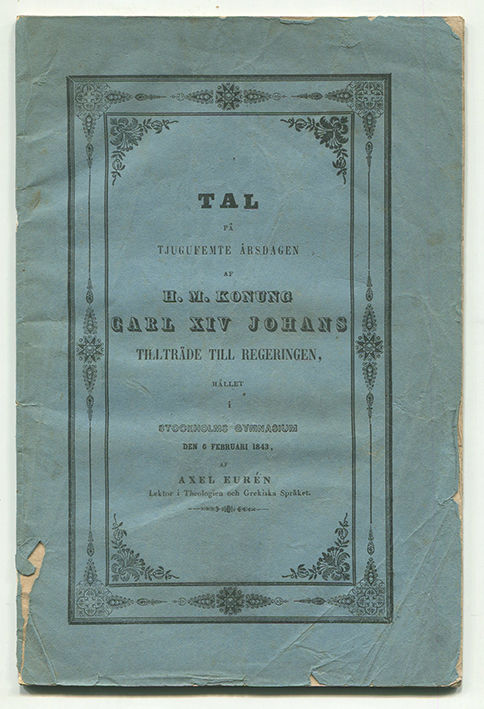 TAL
PÅ
TJUGUFEMTE ÅRSDAGEN
AF
H. M. KONUNG
CARL XIV JOHANS
TILLTRÄDE TILL REGERINGEN,
HÅLLET
i
STOCKHOLMS GYMNASIUM
DEN 6 FEBRUARI 1843,
AF
AXEL EURÉN
Lektor i Theologien och Grekiska Språket.